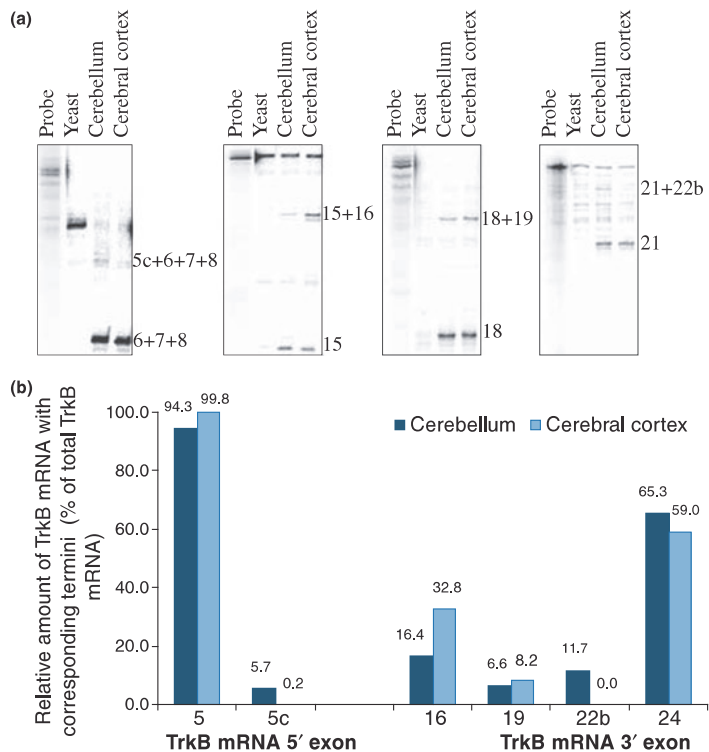 (a)
Probe
Yeast
Cerebellum
Cerebral cortex
5c+6+7+8
6+7+8
Probe
Yeast
Cerebellum
Cerebral cortex
15+16
15
Probe
Yeast
Cerebellum
Cerebral cortex
18+19
18
Probe
Yeast
Cerebellum
Cerebral cortex
21+22b
21
(b)
Relative amount of TrkB mRNA with
corresponding termini (% of total TrkB
mRNA)
100.0
80.0
60.0
40.0
20.0
0.0
Cerebellum Cerebral cortex
94.3 99.8
5.7 0.2
16.4 32.8
6.6 8.2
11.7 0.0
65.3 59.0
5 5c 16 19 22b 24
TrkB mRNA 5′ exon TrkB mRNA 3′ exon